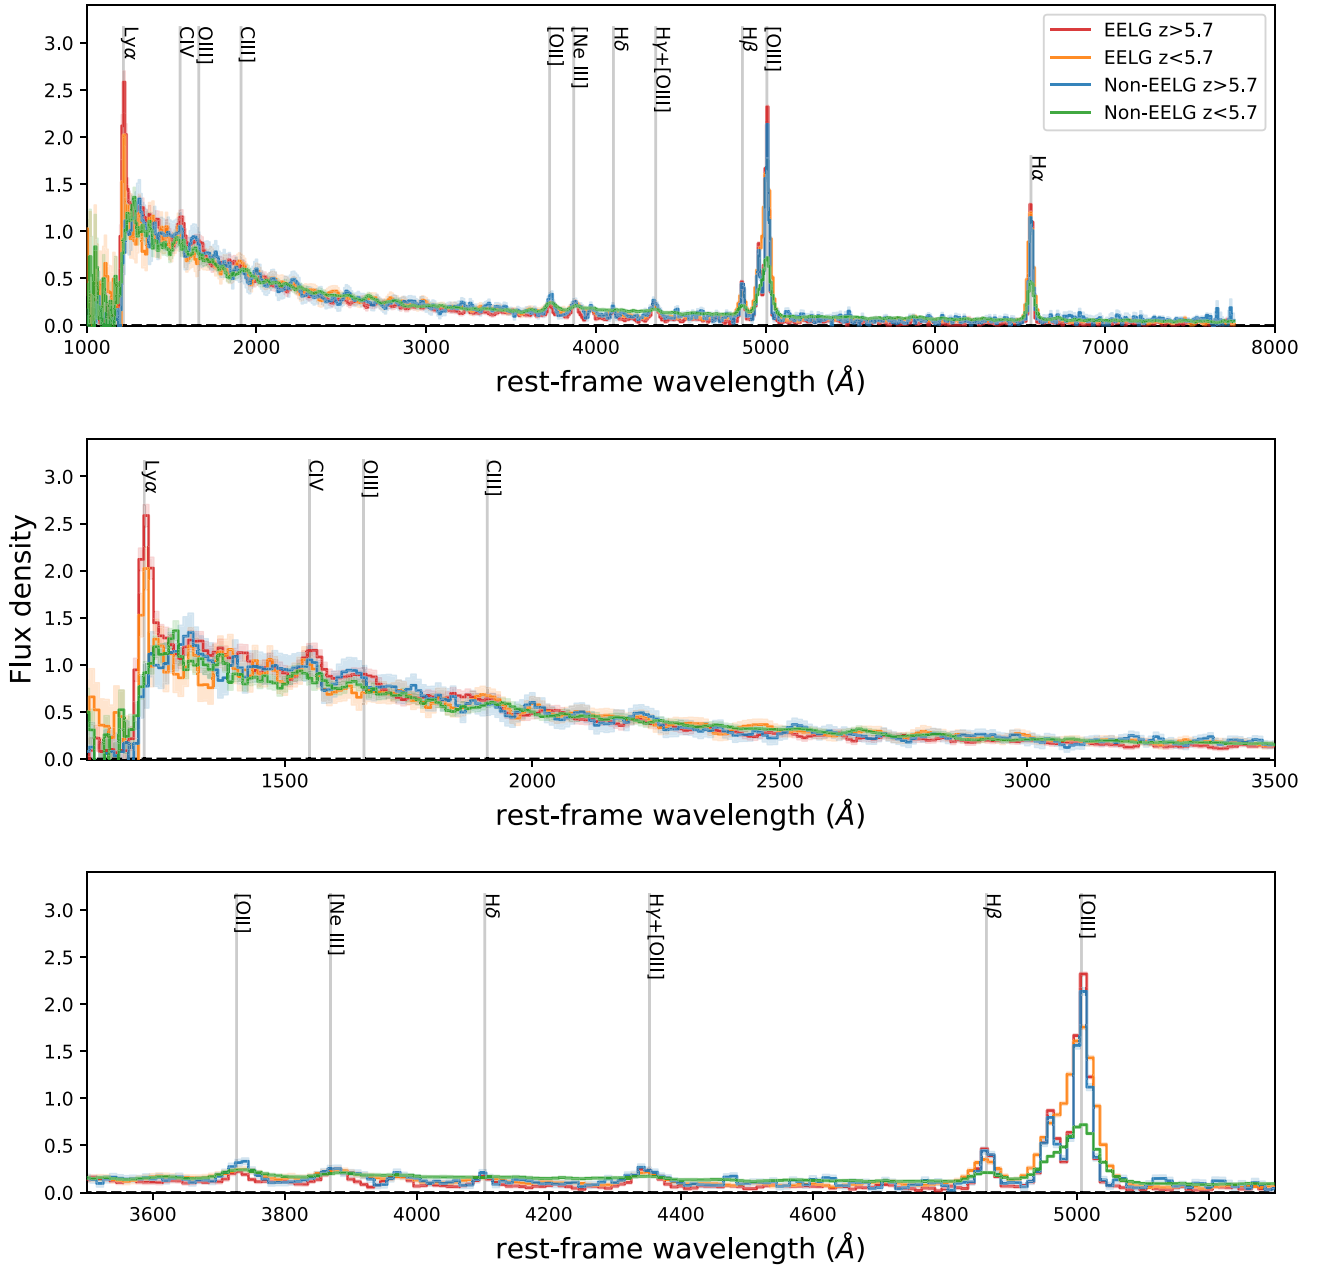 Lyα CIV OIII] CIII] [OII] [Ne III] Hδ Hγ+[OIII] Hβ [OIII] Hα
EELG z>5.7
EELG z<5.7
Non-EELG z>5.7
Non-EELG z<5.7
3.0
2.5
2.0
1.5
1.0
0.5
0.0
1000 2000 3000 4000 5000 6000 7000 8000
rest-frame wavelength (Å)
Lyα CIV OIII] CIII]
Flux density
3.0
2.5
2.0
1.5
1.0
0.5
0.0
1500 2000 2500 3000 3500
rest-frame wavelength (Å)
[OII] [Ne III] Hδ Hγ+[OIII] Hβ [OIII]
3.0
2.5
2.0
1.5
1.0
0.5
0.0
3600 3800 4000 4200 4400 4600 4800 5000 5200
rest-frame wavelength (Å)